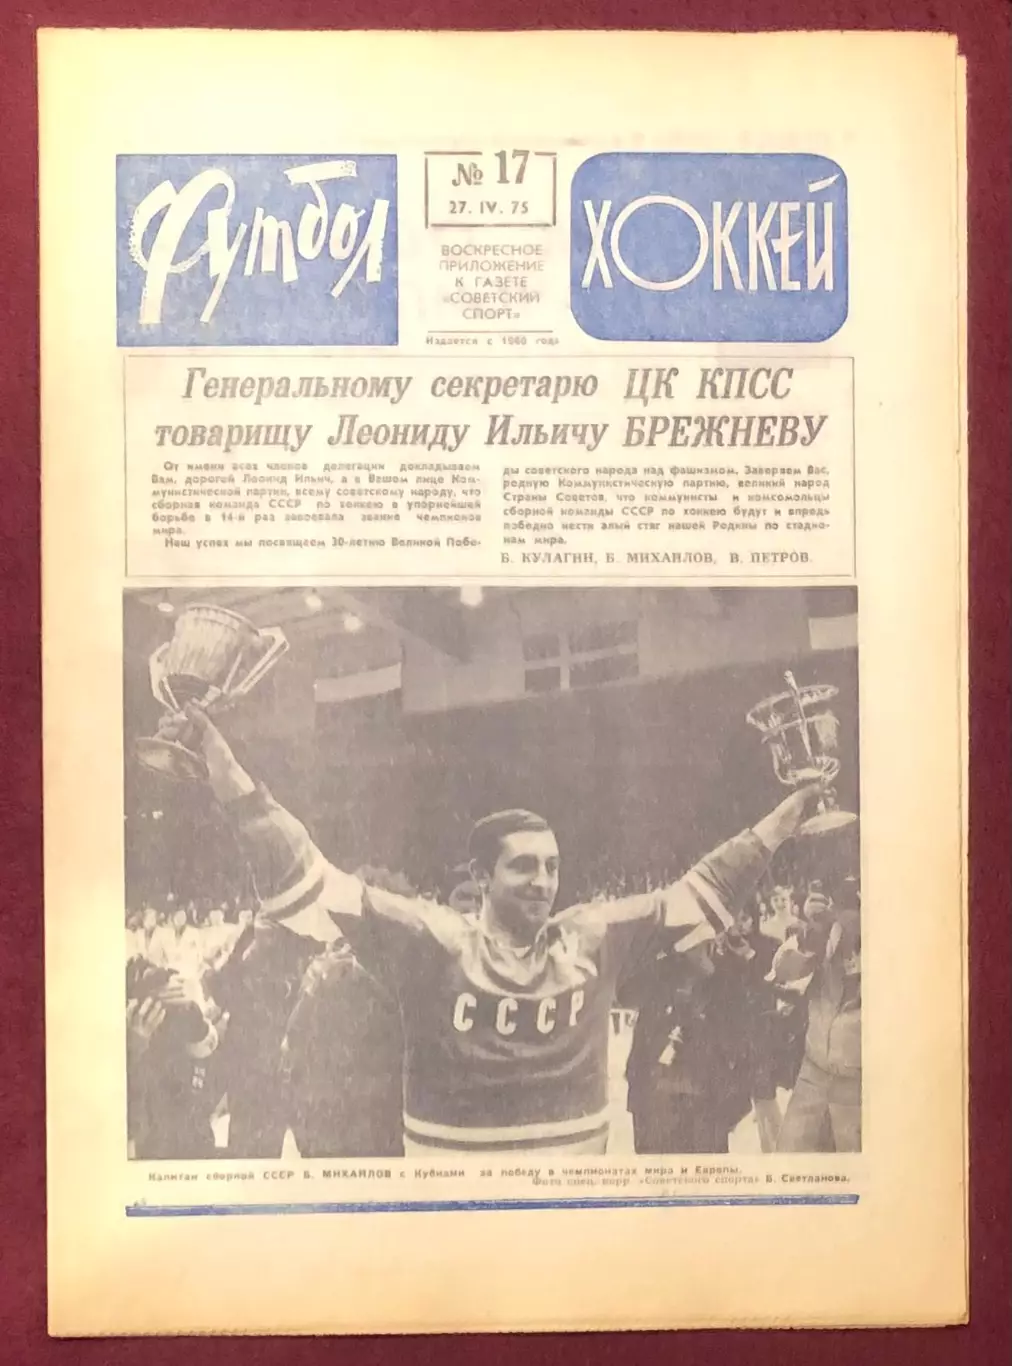 Футбол
№ 17
27. IV. 75
ВОСКРЕСНОЕ
ПРИЛОЖЕНИЕ
К ГАЗЕТЕ
«СОВЕТСКИЙ
СПОРТ»
Издается с 1960 года
ХОККЕЙ
Генеральному секретарю ЦК КПСС
товарищу Леониду Ильичу БРЕЖНЕВУ
От имени всех членов делегации докладываем
Вам, дорогой Леонид Ильич, а в Вашем лице Ком-
мунистической партии, всему советскому народу, что
сборная команда СССР по хоккею в упорнейшей
борьбе в 14-й раз завоевала звание чемпионов
мира.
Наш успех мы посвящаем 30-летию Великой Побе-
ды советского народа над фашизмом. Заверяем Вас,
родную Коммунистическую партию, великий народ
Страны Советов, что коммунисты и комсомольцы
сборной команды СССР по хоккею будут и впредь
победно нести алый стяг нашей Родины по стадио-
нам мира.
Б. КУЛАГИН, Б. МИХАЙЛОВ, В. ПЕТРОВ.
СССР
Капитан сборной СССР Б. МИХАЙЛОВ с Кубками за победу в чемпионатах мира и Европы.
Фото спец. корр. «Советского спорта» Б. Светланова.